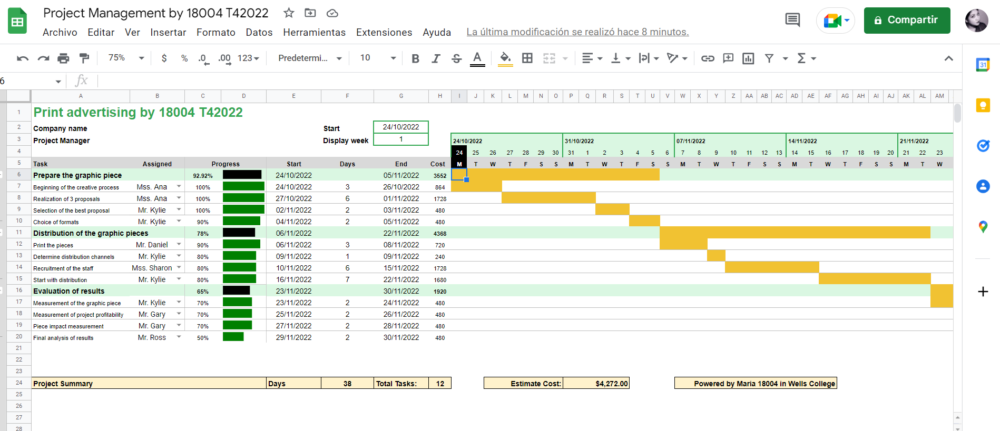 Project Management by 18004 T42022
Archivo Editar Ver Insertar Formato Datos Herramientas Extensiones Ayuda La última modificación se realizó hace 8 minutos.
Compartir
75% $ % .0 .00 123 Predetermi... 10 B I S A
31
6 fx
A B C D E F G H I J K L M N O P Q R S T U V W X Y Z AA AB AC AD AE AF AG AH AI AJ AK AL AM
1 Print advertising by 18004 T42022
2 Company name Start 24/10/2022
3 Project Manager Display week 1 24/10/2022 31/10/2022 07/11/2022 14/11/2022 21/11/2022
4 24 25 26 27 28 29 30 31 1 2 3 4 5 6 7 8 9 10 11 12 13 14 15 16 17 18 19 20 21 22 23
5 Task Assigned Progress Start Days End Cost M T W T F S S M T W T F S S M T W T F S S M T W T F S S M T W
6 Prepare the graphic piece 92.92% 24/10/2022 05/11/2022 3552
7 Beginning of the creative process Mss. Ana 100% 24/10/2022 3 26/10/2022 864
8 Realization of 3 proposals Mss. Ana 100% 27/10/2022 6 01/11/2022 1728
9 Selection of the best proposal Mr. Kylie 100% 02/11/2022 2 03/11/2022 480
10 Choice of formats Mr. Kylie 90% 04/11/2022 2 05/11/2022 480
11 Distribution of the graphic pieces 78% 06/11/2022 22/11/2022 4368
12 Print the pieces Mr. Daniel 90% 06/11/2022 3 08/11/2022 720
13 Determine distribution channels Mr. Kylie 80% 09/11/2022 1 09/11/2022 240
14 Recruitment of the staff Mss. Sharon 80% 10/11/2022 6 15/11/2022 1728
15 Start with distribution Mr. Kylie 80% 16/11/2022 7 22/11/2022 1680
16 Evaluation of results 65% 23/11/2022 30/11/2022 1920
17 Measurement of the graphic piece Mr. Kylie 70% 23/11/2022 2 24/11/2022 480
18 Measurement of project profitability Mr. Gary 70% 25/11/2022 2 26/11/2022 480
19 Piece impact measurement Mr. Gary 70% 27/11/2022 2 28/11/2022 480
20 Final analysis of results Mr. Ross 50% 29/11/2022 2 30/11/2022 480
21
22
23
24 Project Summary Days 38 Total Tasks: 12 Estimate Cost: $4,272.00 Powered by Maria 18004 in Wells College
25
26
27
28